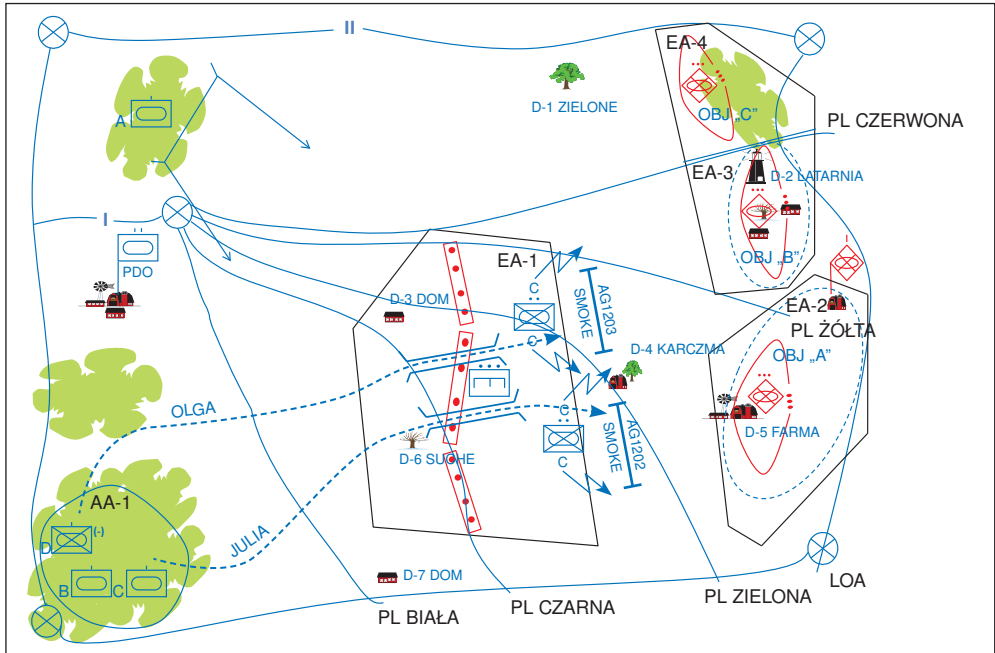 II
EA-4
A
D-1 ZIELONE
OBJ „C”
PL CZERWONA
EA-3
D-2 LATARNIA
I
PDO
EA-1
OBJ „B”
I
C
AG1203
SMOKE
D-3 DOM
EA-2
C
PL ŻÓŁTA
D-4 KARCZMA
OBJ „A”
OLGA
C
AG1202
SMOKE
D-5 FARMA
D-6 SUCHE
C
AA-1
D
(-)
JULIA
B
C
D-7 DOM
PL BIAŁA
PL CZARNA
PL ZIELONA
LOA